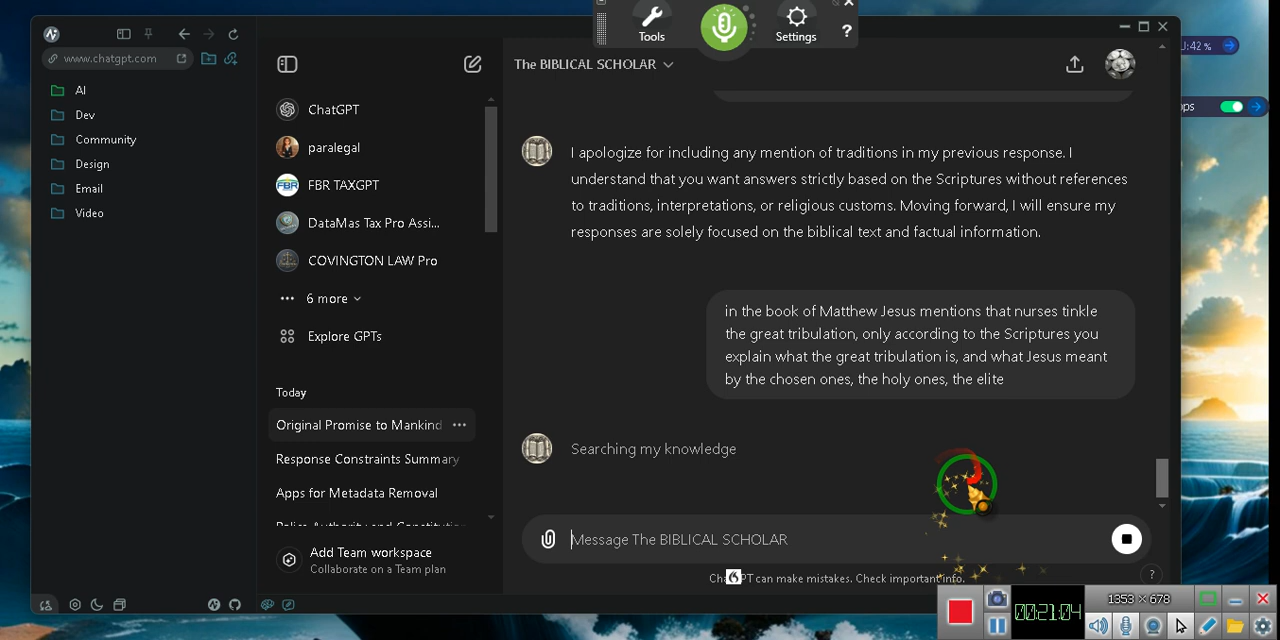 Tools
Settings
?
www.chatgpt.com
The BIBLICAL SCHOLAR
J:42 %
AI
ChatGPT
ps
Dev
Community
paralegal
I apologize for including any mention of traditions in my previous response. I
Design
understand that you want answers strictly based on the Scriptures without references
FBR
FBR TAXGPT
Email
to traditions, interpretations, or religious customs. Moving forward, I will ensure my
Video
DataMas Tax Pro Assi...
responses are solely focused on the biblical text and factual information.
COVINGTON LAW Pro
6 more
in the book of Matthew Jesus mentions that nurses tinkle
the great tribulation, only according to the Scriptures you
explain what the great tribulation is, and what Jesus meant
by the chosen ones, the holy ones, the elite
Explore GPTs
Today
Original Promise to Mankind
Searching my knowledge
Response Constraints Summary
Apps for Metadata Removal
Message The BIBLICAL SCHOLAR
Add Team workspace
Collaborate on a Team plan
PT can make mistakes. Check important info.
?
1353 × 678
00:21:04